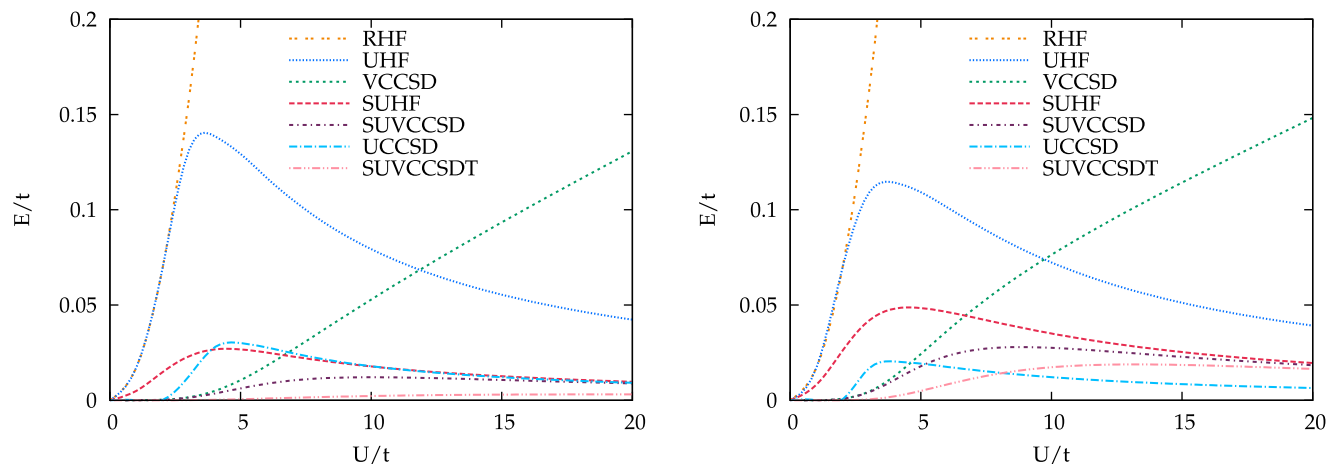 0.2
0.15
0.1
0.05
0
E/t
RHF
UHF
VCCSD
SUHF
SUVCCSD
UCCSD
SUVCCSDT
0 5 10 15 20
U/t
0.2
0.15
0.1
0.05
0
E/t
RHF
UHF
VCCSD
SUHF
SUVCCSD
UCCSD
SUVCCSDT
0 5 10 15 20
U/t